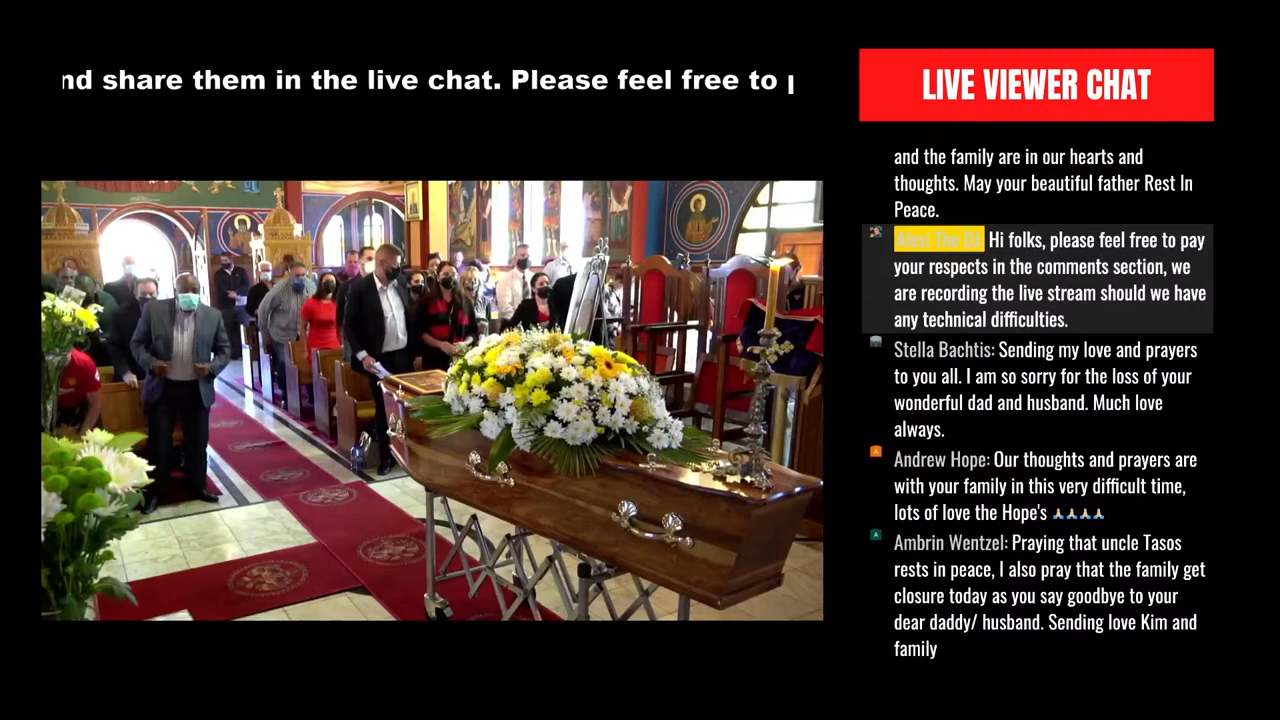 nd share them in the live chat. Please feel free to
LIVE VIEWER CHAT
and the family are in our hearts and
thoughts. May your beautiful father Rest In
Peace.
Alexi The DJ: Hi folks, please feel free to pay
your respects in the comments section, we
are recording the live stream should we have
any technical difficulties.
Stella Bachtis: Sending my love and prayers
to you all. I am so sorry for the loss of your
wonderful dad and husband. Much love
always.
A
Andrew Hope: Our thoughts and prayers are
with your family in this very difficult time,
lots of love the Hope's 🙏🙏🙏🙏
A
Ambrin Wentzel: Praying that uncle Tasos
rests in peace, I also pray that the family get
closure today as you say goodbye to your
dear daddy/ husband. Sending love Kim and
family